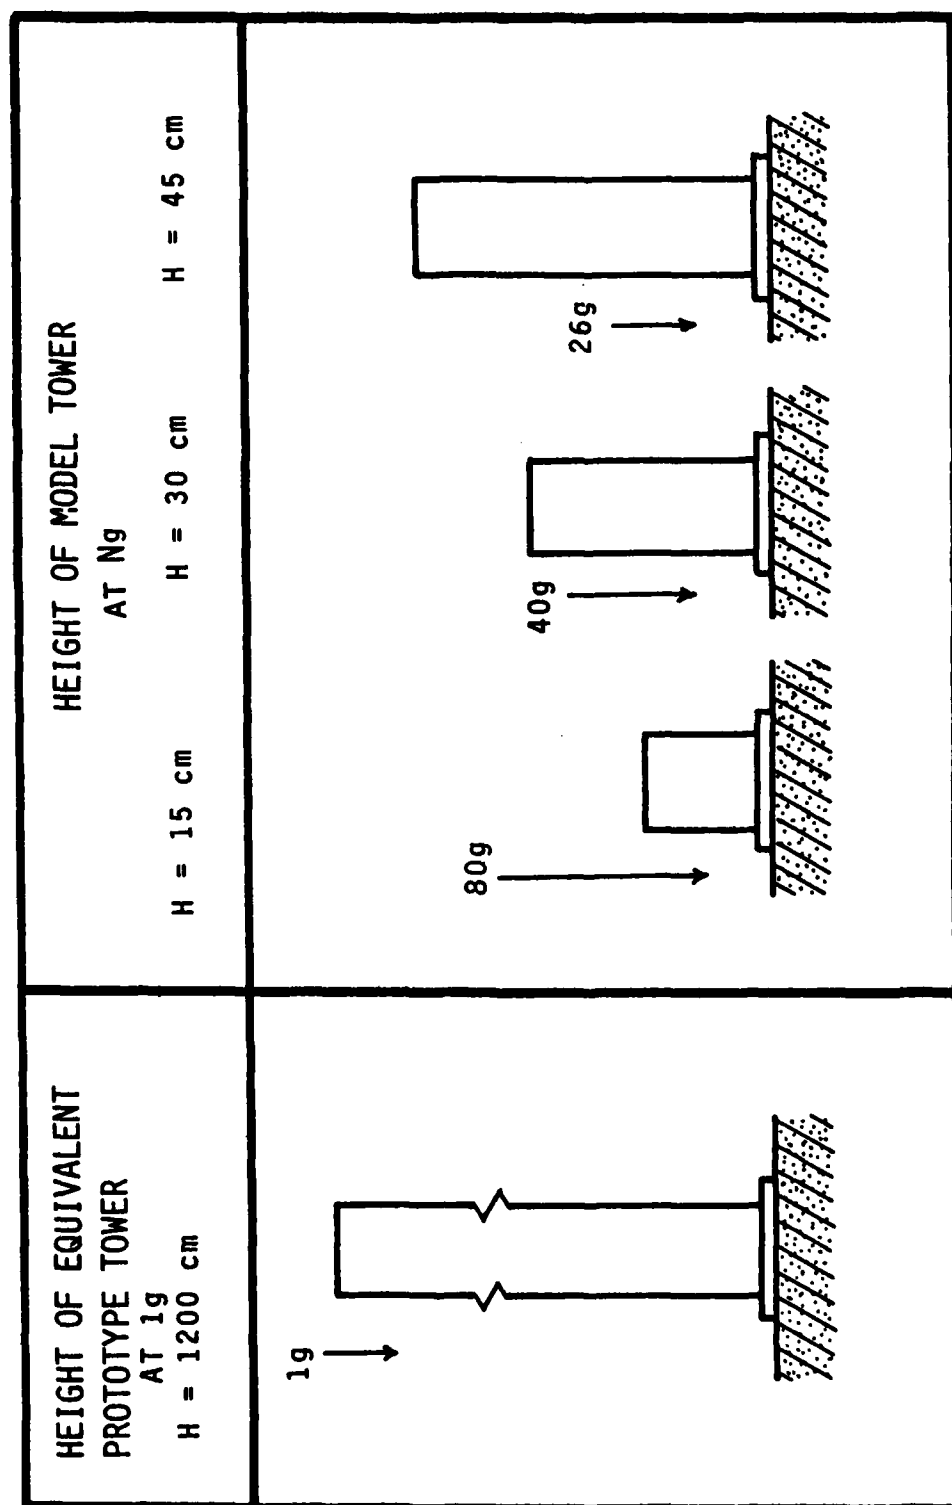 HEIGHT OF EQUIVALENT
PROTOTYPE TOWER
AT 1g
H = 1200 cm
HEIGHT OF MODEL TOWER
AT Ng
H = 15 cm
H = 30 cm
H = 45 cm
1g
80g
40g
26g